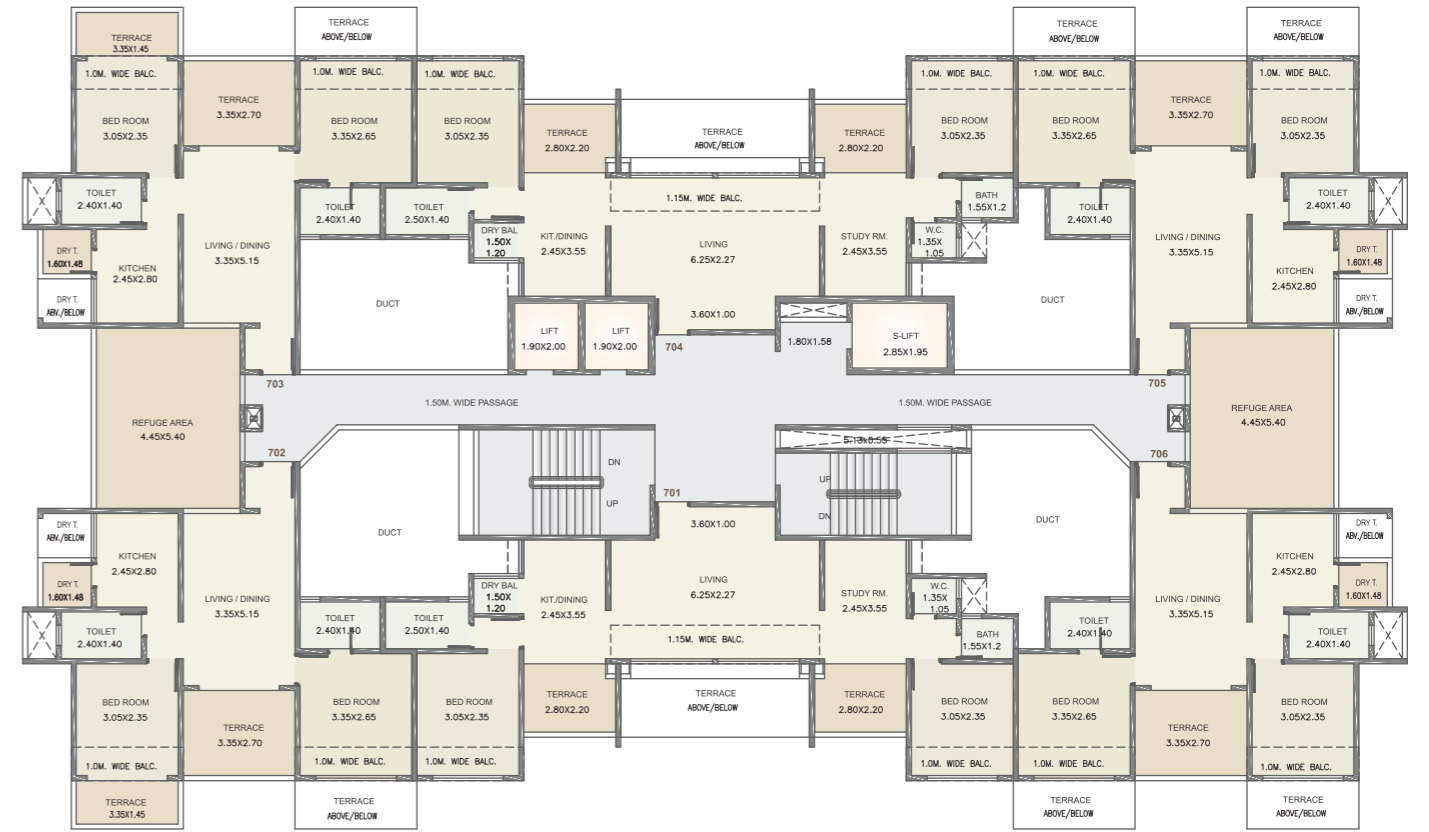 TERRACE
3.35X1.45
TERRACE
ABOVE/BELOW
TERRACE
ABOVE/BELOW
TERRACE
ABOVE/BELOW
1.0M. WIDE BALC.
1.0M. WIDE BALC.
1.0M. WIDE BALC.
1.0M. WIDE BALC.
1.0M. WIDE BALC.
1.0M. WIDE BALC.
TERRACE
3.35X2.70
TERRACE
3.35X2.70
BED ROOM
3.05X2.35
BED ROOM
3.35X2.65
BED ROOM
3.05X2.35
TERRACE
2.80X2.20
TERRACE
ABOVE/BELOW
TERRACE
2.80X2.20
BED ROOM
3.05X2.35
BED ROOM
3.35X2.65
BED ROOM
3.05X2.35
TOILET
2.40X1.40
TOILET
2.40X1.40
TOILET
2.50X1.40
1.15M. WIDE BALC.
BATH
1.55X1.2
TOILET
2.40X1.40
TOILET
2.40X1.40
DRY BAL
1.50X
1.20
KIT./DINING
2.45X3.55
LIVING
6.25X2.27
STUDY RM.
2.45X3.55
W.C.
1.35X
1.05
LIVING / DINING
3.35X5.15
LIVING / DINING
3.35X5.15
DRY T.
1.60X1.48
KITCHEN
2.45X2.80
KITCHEN
2.45X2.80
DRY T.
1.60X1.48
DRY T.
ABV./BELOW
DUCT
DUCT
DRY T.
ABV./BELOW
3.60X1.00
LIFT
1.90X2.00
LIFT
1.90X2.00
704
1.80X1.58
S-LIFT
2.85X1.95
703
705
1.50M. WIDE PASSAGE
1.50M. WIDE PASSAGE
REFUGE AREA
4.45X5.40
REFUGE AREA
4.45X5.40
702
706
5.13x0.55
DN
UP
UP
DN
701
3.60X1.00
DRY T.
ABV./BELOW
DUCT
DUCT
DRY T.
ABV./BELOW
KITCHEN
2.45X2.80
KITCHEN
2.45X2.80
DRY T.
1.60X1.48
DRY T.
1.60X1.48
LIVING / DINING
3.35X5.15
LIVING / DINING
3.35X5.15
DRY BAL
1.50X
1.20
KIT./DINING
2.45X3.55
LIVING
6.25X2.27
STUDY RM.
2.45X3.55
W.C.
1.35X
1.05
TOILET
2.40X1.40
TOILET
2.40X1.40
TOILET
2.50X1.40
1.15M. WIDE BALC.
BATH
1.55X1.2
TOILET
2.40X1.40
TOILET
2.40X1.40
BED ROOM
3.05X2.35
BED ROOM
3.35X2.65
BED ROOM
3.05X2.35
TERRACE
2.80X2.20
TERRACE
ABOVE/BELOW
TERRACE
2.80X2.20
BED ROOM
3.05X2.35
BED ROOM
3.35X2.65
BED ROOM
3.05X2.35
TERRACE
3.35X2.70
TERRACE
3.35X2.70
1.0M. WIDE BALC.
1.0M. WIDE BALC.
1.0M. WIDE BALC.
1.0M. WIDE BALC.
1.0M. WIDE BALC.
1.0M. WIDE BALC.
TERRACE
3.35X1.45
TERRACE
ABOVE/BELOW
TERRACE
ABOVE/BELOW
TERRACE
ABOVE/BELOW